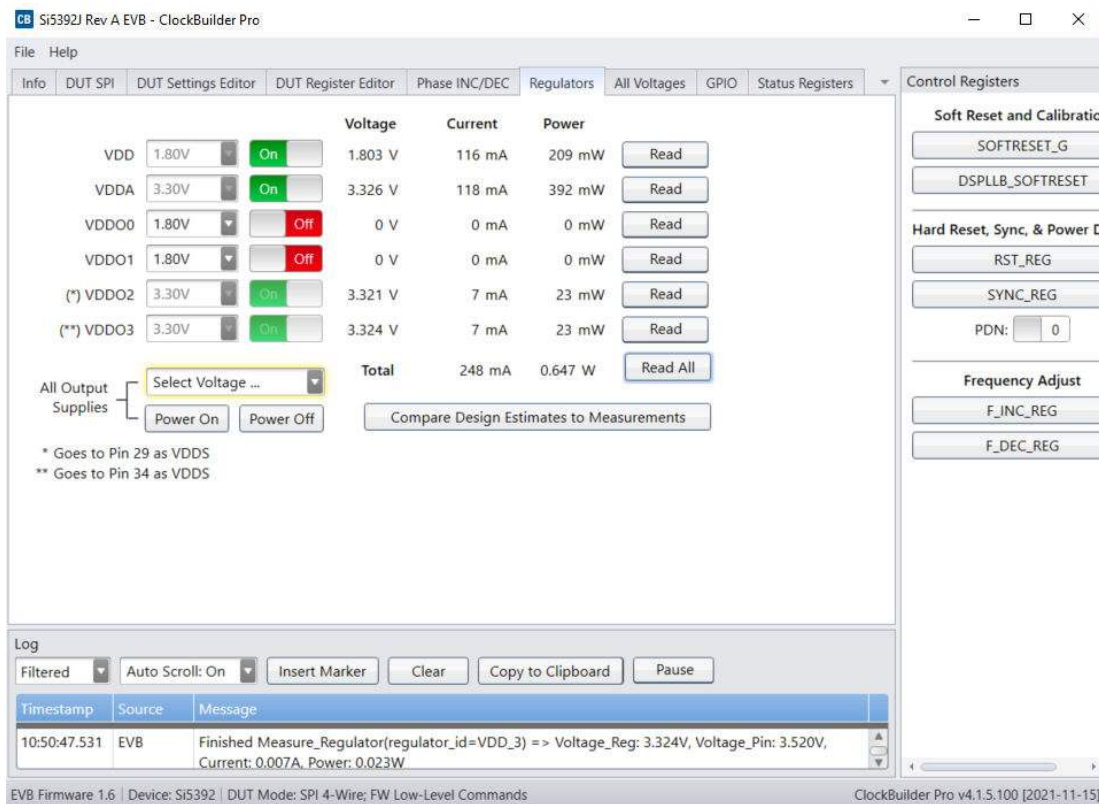 CB Si5392J Rev A EVB - ClockBuilder Pro
File Help
Info DUT SPI DUT Settings Editor DUT Register Editor Phase INC/DEC Regulators All Voltages GPIO Status Registers
Voltage Current Power
VDD 1.80V On 1.803 V 116 mA 209 mW Read
VDDA 3.30V On 3.326 V 118 mA 392 mW Read
VDDO0 1.80V Off 0 V 0 mA 0 mW Read
VDDO1 1.80V Off 0 V 0 mA 0 mW Read
(*) VDDO2 3.30V On 3.321 V 7 mA 23 mW Read
(**) VDDO3 3.30V On 3.324 V 7 mA 23 mW Read
Total 248 mA 0.647 W Read All
All Output Supplies
Select Voltage ...
Power On Power Off
Compare Design Estimates to Measurements
* Goes to Pin 29 as VDDS
** Goes to Pin 34 as VDDS
Control Registers
Soft Reset and Calibratio
SOFTRESET_G
DSPLLB_SOFTRESET
Hard Reset, Sync, & Power D
RST_REG
SYNC_REG
PDN: 0
Frequency Adjust
F_INC_REG
F_DEC_REG
Log
Filtered Auto Scroll: On Insert Marker Clear Copy to Clipboard Pause
Timestamp Source Message
10:50:47.531 EVB Finished Measure_Regulator(regulator_id=VDD_3) => Voltage_Reg: 3.324V, Voltage_Pin: 3.520V,
Current: 0.007A, Power: 0.023W
EVB Firmware 1.6 Device: Si5392 DUT Mode: SPI 4-Wire; FW Low-Level Commands ClockBuilder Pro v4.1.5.100 [2021-11-15]